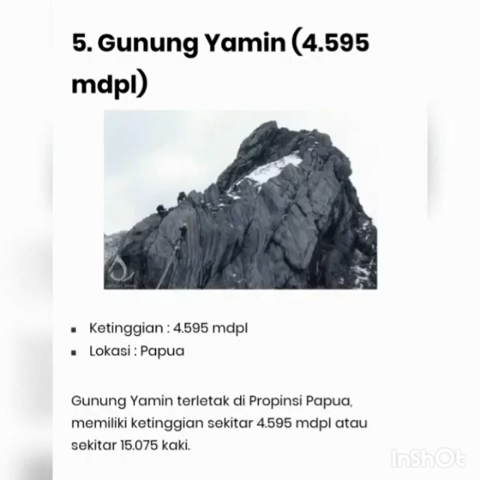 5. Gunung Yamin (4.595
mdpl)
Ketinggian : 4.595 mdpl
Lokasi : Papua
Gunung Yamin terletak di Propinsi Papua,
memiliki ketinggian sekitar 4.595 mdpl atau
sekitar 15.075 kaki.
InShOt